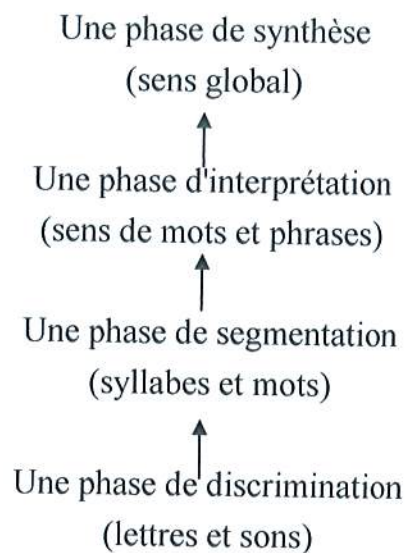 Une phase de synthèse
(sens global)
Une phase d'interprétation
(sens de mots et phrases)
Une phase de segmentation
(syllabes et mots)
Une phase de discrimination
(lettres et sons)